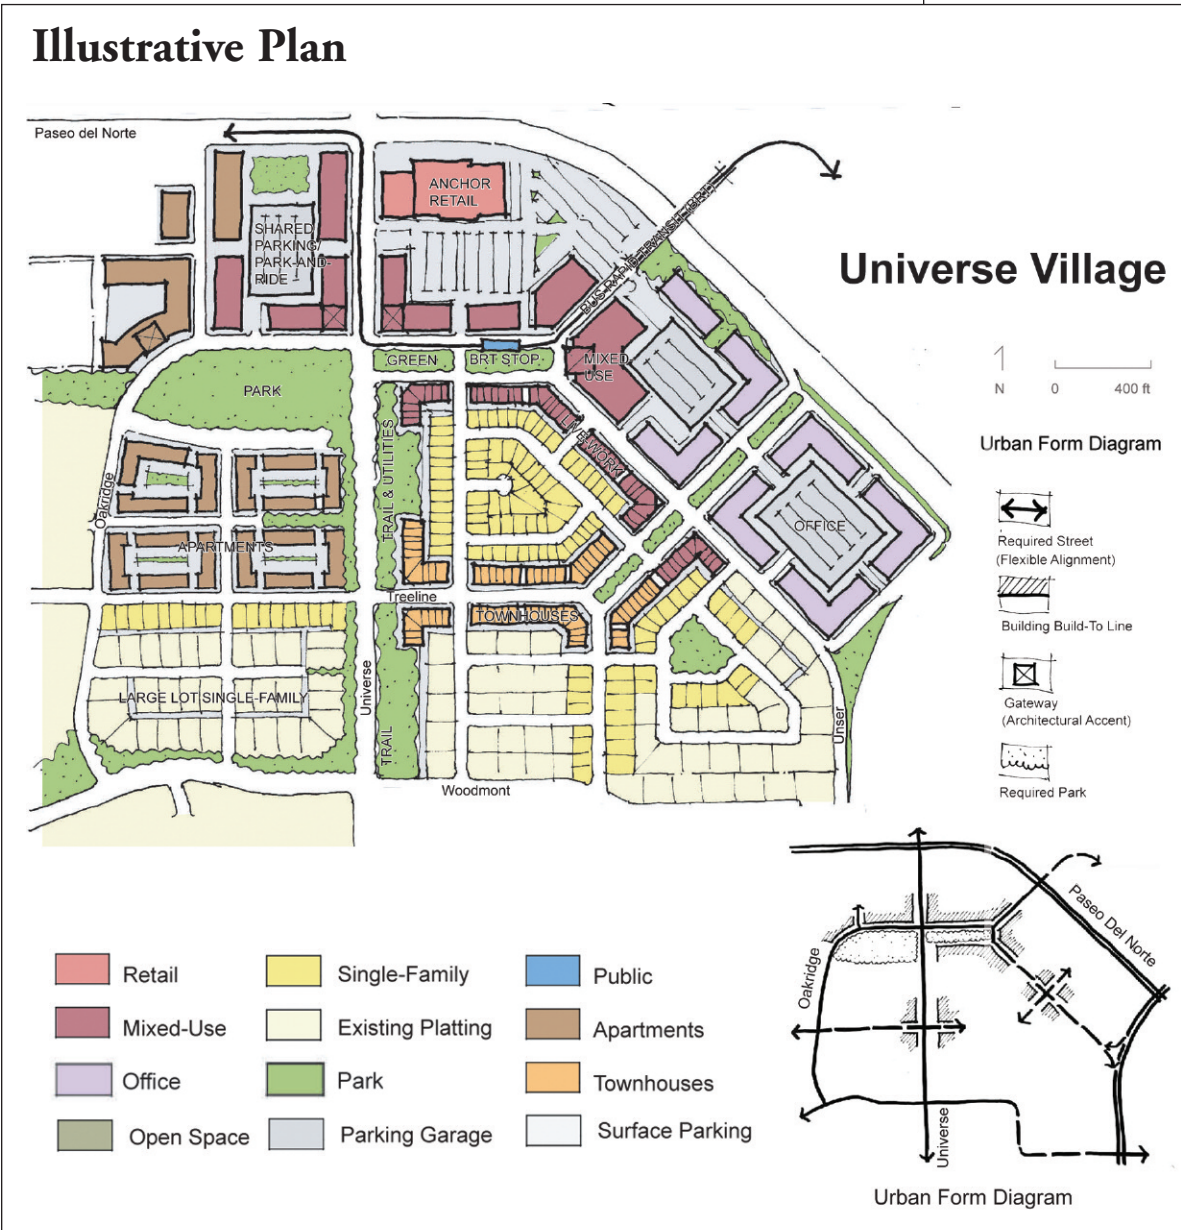 Illustrative Plan
Paseo del Norte
ANCHOR
RETAIL
SHARED
PARKING/
PARK-AND-
RIDE
BUS RAPID TRANSIT (BRT)
Universe Village
GREEN
BRT STOP
MIXED-
USE
PARK
N
0
400 ft
TRAIL & UTILITIES
LIVE-WORK
Urban Form Diagram
Oakridge
OFFICE
Required Street
(Flexible Alignment)
APARTMENTS
Treeline
TOWNHOUSES
Building Build-To Line
Universe
LARGE LOT SINGLE-FAMILY
Gateway
(Architectural Accent)
Unser
TRAIL
Woodmont
Required Park
Paseo Del Norte
Oakridge
Universe
Urban Form Diagram
Retail
Single-Family
Public
Mixed-Use
Existing Platting
Apartments
Office
Park
Townhouses
Open Space
Parking Garage
Surface Parking